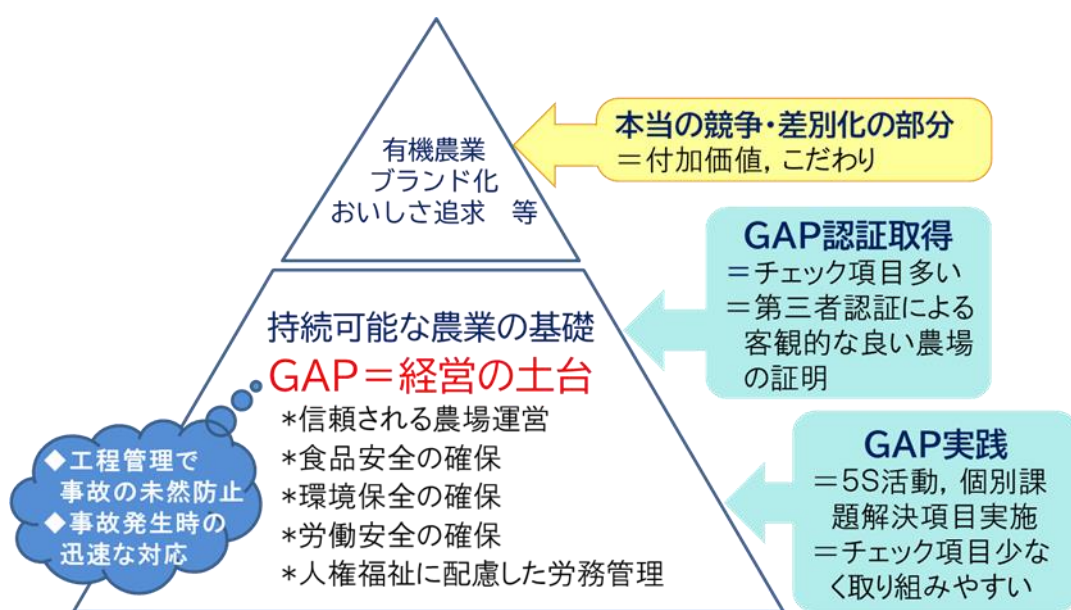 有機農業
ブランド化
おいしさ追求　等
本当の競争・差別化の部分
＝付加価値，こだわり
GAP認証取得
＝チェック項目多い
＝第三者認証による
客観的な良い農場
の証明
持続可能な農業の基礎
GAP＝経営の土台
*信頼される農場運営
*食品安全の確保
*環境保全の確保
*労働安全の確保
*人権福祉に配慮した労務管理
◆工程管理で
事故の未然防止
◆事故発生時の
迅速な対応
GAP実践
＝5S活動，個別課
題解決項目実施
＝チェック項目少な
く取り組みやすい